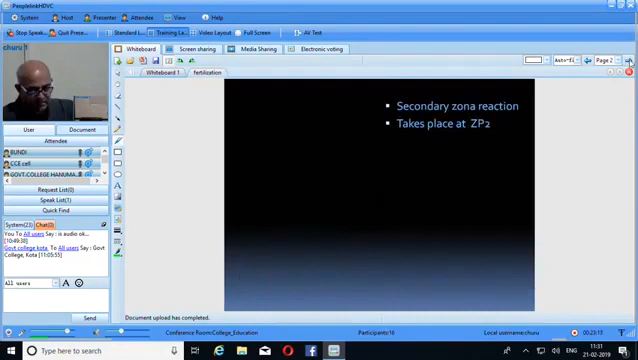 PeoplelinkHDVC
System Host Presenter Attendee View Help
Stop Speak... Quit Prese... Standard L... Training Le... Video Layout Full Screen AV Test
churu
Whiteboard Screen sharing Media Sharing Electronic voting
Page 2
Whiteboard 1 fertilization
Secondary zona reaction
Takes place at ZP2
User Document
Attendee
BUNDI
CCE cell
GOVT.COLLEGE HANUMA
Request List(0)
Speak List(1)
Quick Find
System(23) Chat(0)
You To All users Say : is audio ok...
[10:49:38]
Govt college kota To All users Say : Govt
College, Kota [11:05:55]
All users
Send
Document upload has completed.
Conference Room:College_Education Participants:16 Local username:churu 00:23:15
Type here to search
ENG
11:31
21-02-2019